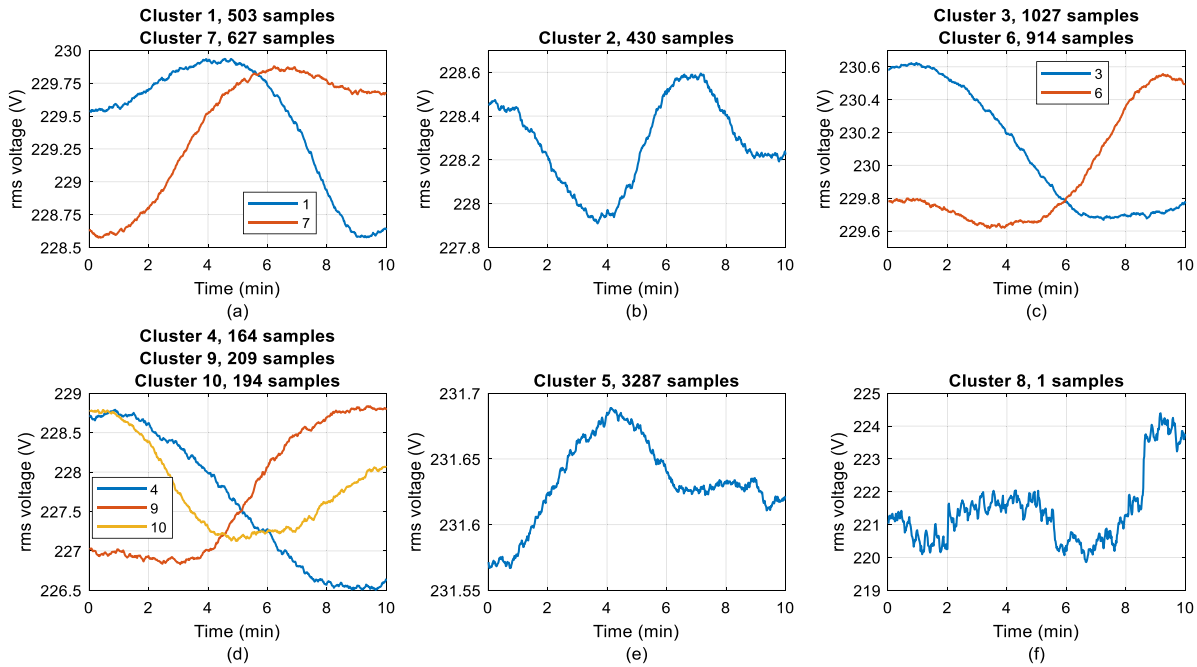 Cluster 1, 503 samples
Cluster 7, 627 samples
230
229.75
229.5
229.25
229
228.75
228.5
rms voltage (V)
1
7
0 2 4 6 8 10
Time (min)
(a)
Cluster 2, 430 samples
228.6
228.4
228.2
228
227.8
rms voltage (V)
0 2 4 6 8 10
Time (min)
(b)
Cluster 3, 1027 samples
Cluster 6, 914 samples
230.6
230.4
230.2
230
229.8
229.6
rms voltage (V)
3
6
0 2 4 6 8 10
Time (min)
(c)
Cluster 4, 164 samples
Cluster 9, 209 samples
Cluster 10, 194 samples
229
228.5
228
227.5
227
226.5
rms voltage (V)
4
9
10
0 2 4 6 8 10
Time (min)
(d)
Cluster 5, 3287 samples
231.7
231.65
231.6
231.55
rms voltage (V)
0 2 4 6 8 10
Time (min)
(e)
Cluster 8, 1 samples
225
224
223
222
221
220
219
rms voltage (V)
0 2 4 6 8 10
Time (min)
(f)